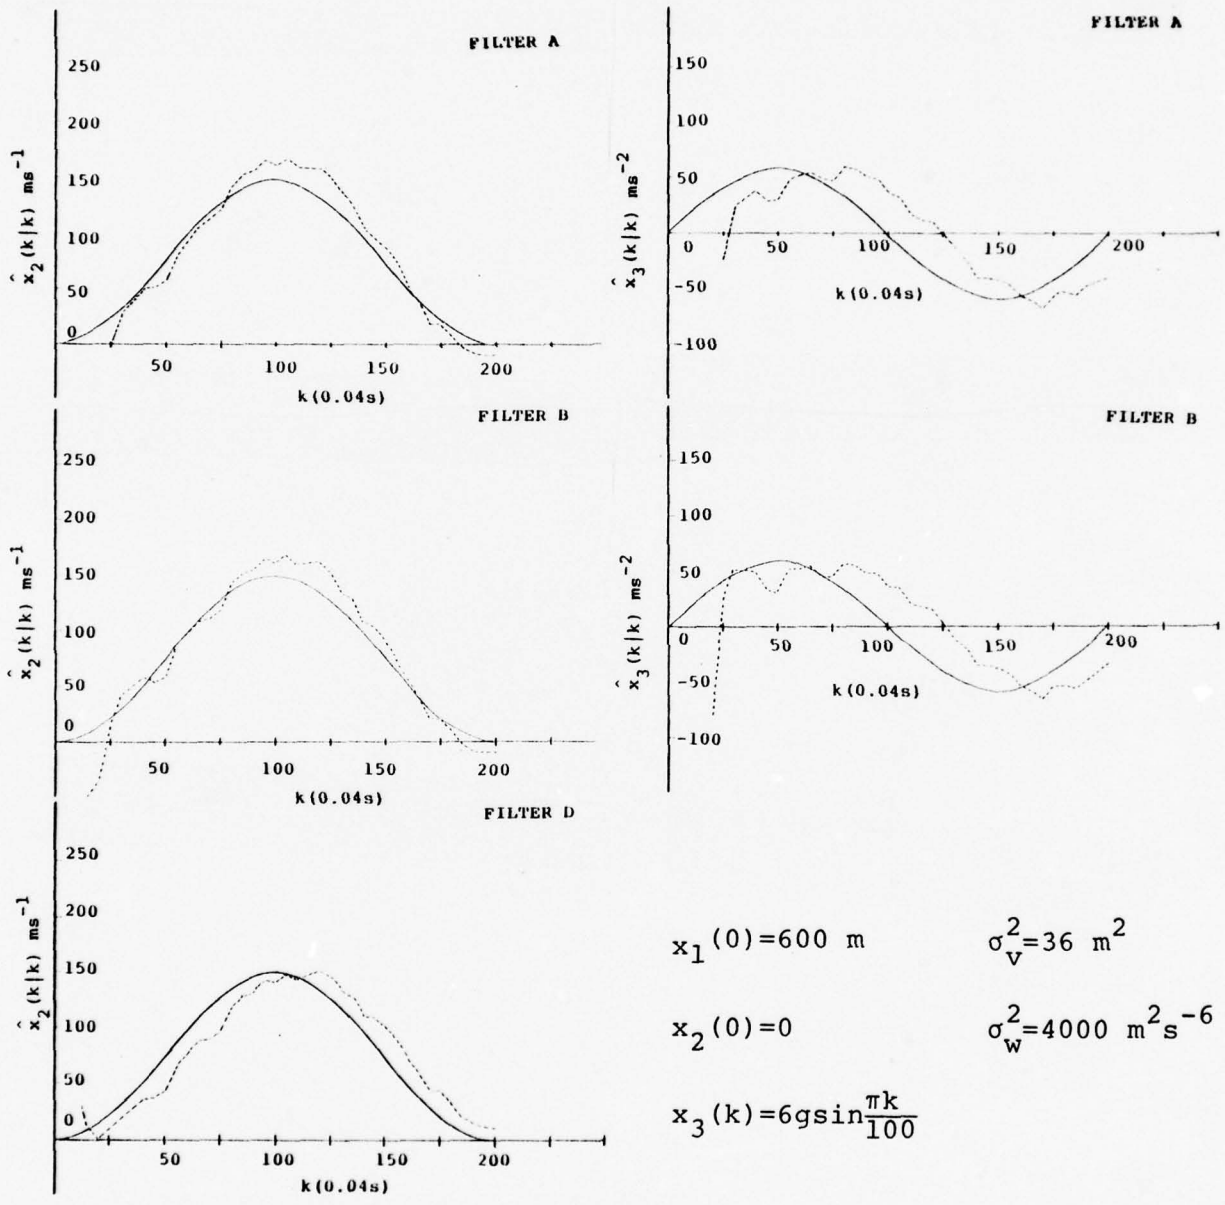 FILTER A
250
200
150
100
50
0
x̂₂(k|k) ms⁻¹
50 100 150 200
k(0.04s)
FILTER A
150
100
50
0 50 100 150 200
-50
-100
x̂₃(k|k) ms⁻²
k(0.04s)
FILTER B
250
200
150
100
50
0
x̂₂(k|k) ms⁻¹
50 100 150 200
k(0.04s)
FILTER B
150
100
50
0 50 100 150 200
-50
-100
x̂₃(k|k) ms⁻²
k(0.04s)
FILTER D
250
200
150
100
50
0
x̂₂(k|k) ms⁻¹
50 100 150 200
k(0.04s)
x₁(0)=600 m σ²ᵥ=36 m²
x₂(0)=0 σ²w=4000 m²s⁻⁶
x₃(k)=6gsin πk/100